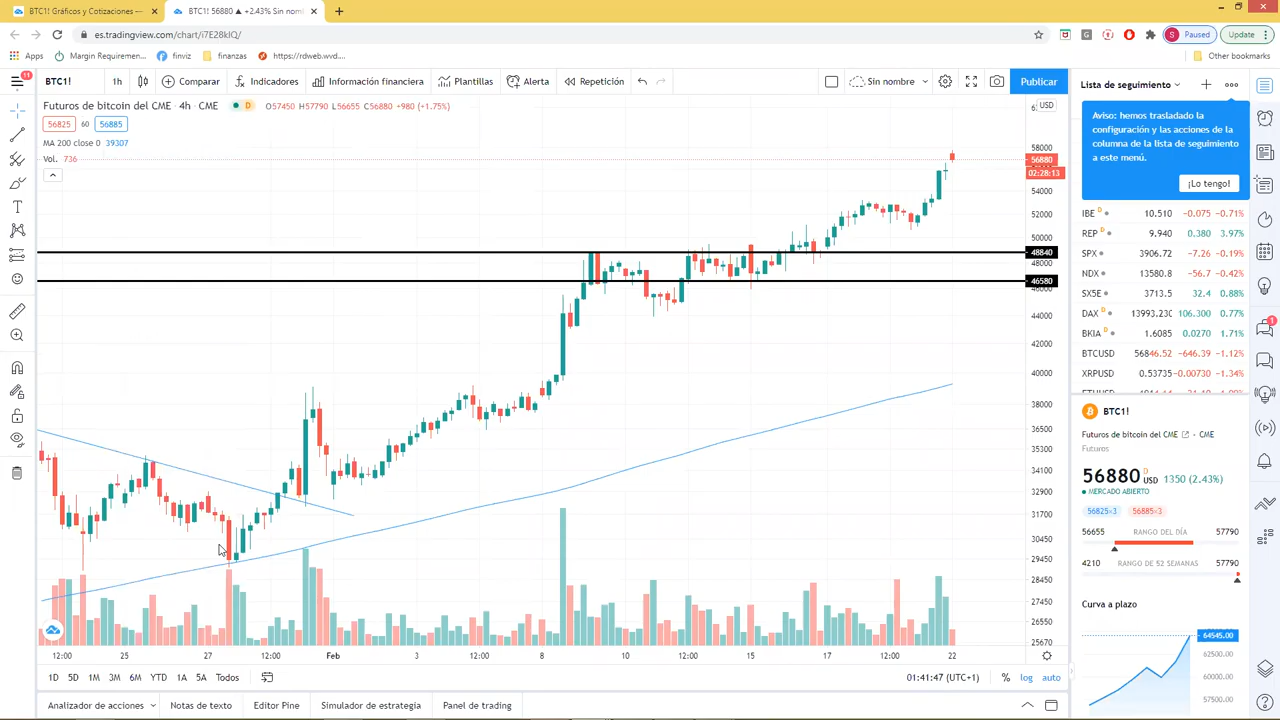 BTC1! Gráficos y Cotizaciones —
BTC1! 56880 ▲ +2.43% Sin nomi
es.tradingview.com/chart/i7E28kIQ/
Paused
Update
Apps
Margin Requiremen...
finviz
finanzas
https://rdweb.wvd....
Other bookmarks
11
BTC1!
1h
Comparar
Indicadores
Información financiera
Plantillas
Alerta
Repetición
Sin nombre
Publicar
Lista de seguimiento
Futuros de bitcoin del CME · 4h · CME
D
O57450 H57790 L56655 C56880 +980 (+1.75%)
USD
56825 60 56885
MA 200 close 0 39307
Vol. 736
Aviso: hemos trasladado la
configuración y las acciones de la
columna de la lista de seguimiento
a este menú.
¡Lo tengo!
58000
56880
02:28:13
54000
52000
50000
48840
48000
46580
46000
44000
42000
40000
38000
36500
35500
34100
32900
31700
30450
29450
28450
27450
26550
25670
IBE D 10.510 −0.075 −0.71%
REP D 9.940 0.380 3.97%
SPX 3906.72 −7.26 −0.19%
NDX 13580.8 −56.7 −0.42%
SX5E 3713.5 32.4 0.88%
DAX D 13993.230 106.300 0.77%
BKIA D 1.6085 0.0270 1.71%
BTCUSD 56846.52 −646.39 −1.12%
XRPUSD 0.53735 −0.00730 −1.34%
1
BTC1!
Futuros de bitcoin del CME · CME
Futuros
56880 D USD 1350 (2.43%)
MERCADO ABIERTO
56825×3 56885×3
56655 RANGO DEL DÍA 57790
4210 RANGO DE 52 SEMANAS 57790
Curva a plazo
64545.00
62500.00
60000.00
57500.00
12:00 25 27 12:00 Feb 3 12:00 8 10 12:00 15 17 12:00 22
1D 5D 1M 3M 6M YTD 1A 5A Todos
01:41:47 (UTC+1)
% log auto
Analizador de acciones
Notas de texto
Editor Pine
Simulador de estrategia
Panel de trading